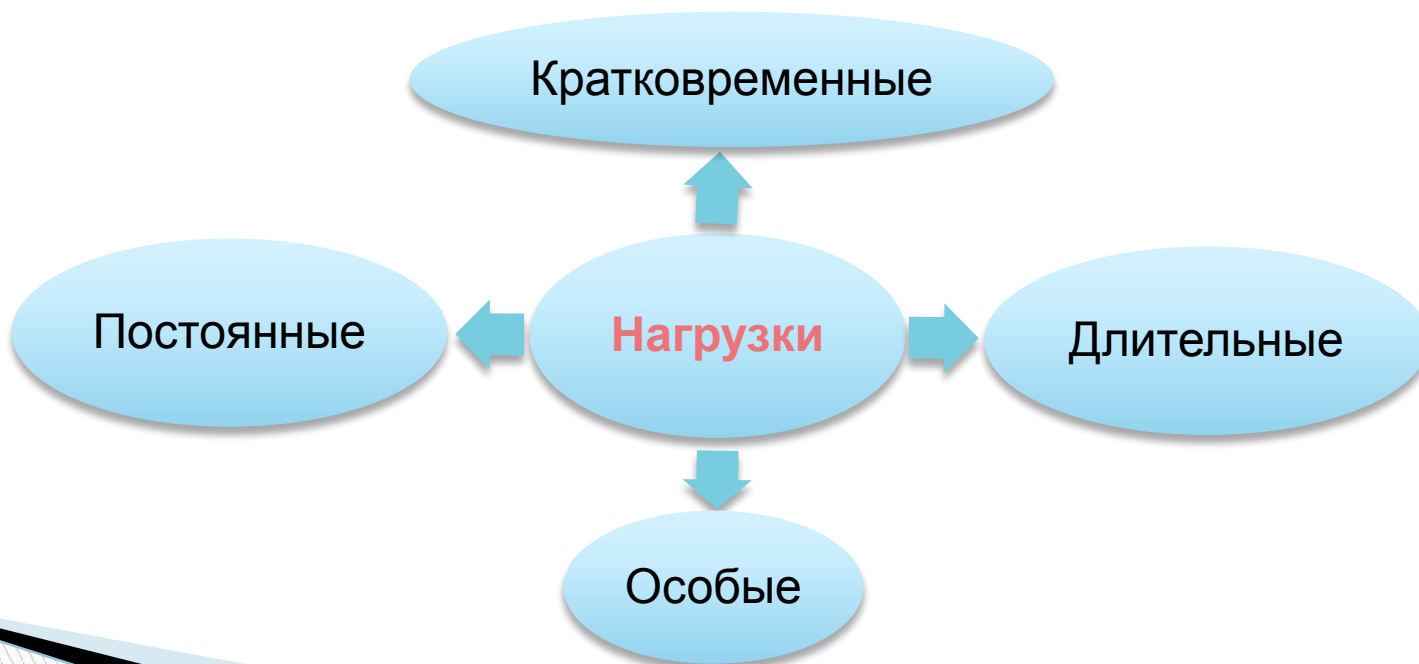 Кратковременные
Постоянные
Нагрузки
Длительные
Особые